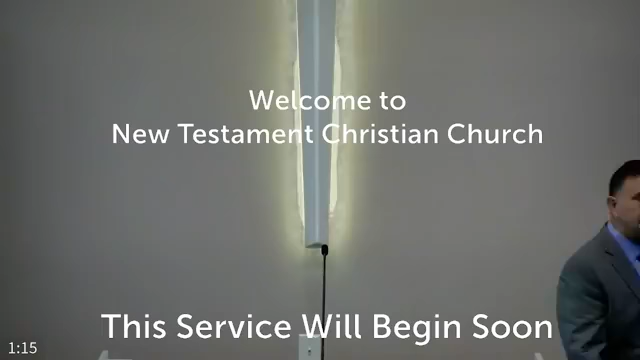 Welcome to
New Testament Christian Church
This Service Will Begin Soon
1:15